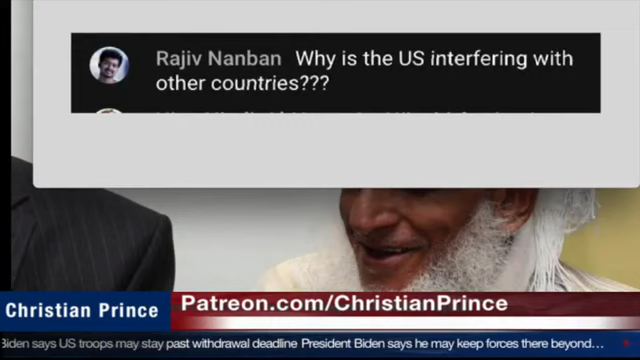 Rajiv Nanban Why is the US interfering with
other countries???
Christian Prince
Patreon.com/ChristianPrince
Biden says US troops may stay past withdrawal deadline President Biden says he may keep forces there beyond...